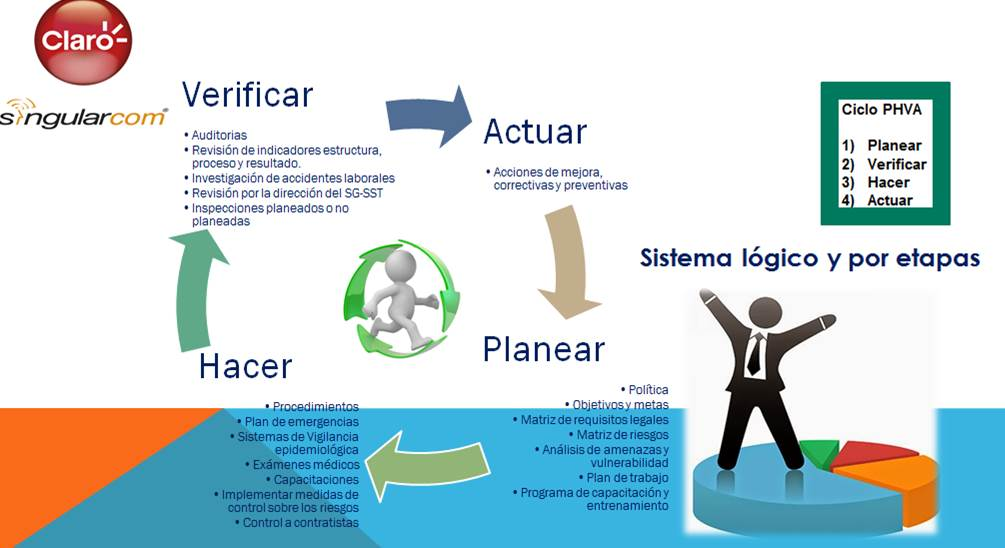 Claro
singularcom
Verificar
• Auditorias
• Revisión de indicadores estructura,
proceso y resultado.
• Investigación de accidentes laborales
• Revisión por la dirección del SG-SST
• Inspecciones planeados o no
planeadas
Actuar
• Acciones de mejora,
correctivas y preventivas
Ciclo PHVA
1) Planear
2) Verificar
3) Hacer
4) Actuar
Sistema lógico y por etapas
Planear
• Política
• Objetivos y metas
• Matriz de requisitos legales
• Matriz de riesgos
• Análisis de amenazas y
vulnerabilidad
• Plan de trabajo
• Programa de capacitación y
entrenamiento
Hacer
• Procedimientos
• Plan de emergencias
• Sistemas de Vigilancia
epidemiológica
• Exámenes médicos
• Capacitaciones
• Implementar medidas de
control sobre los riesgos
• Control a contratistas